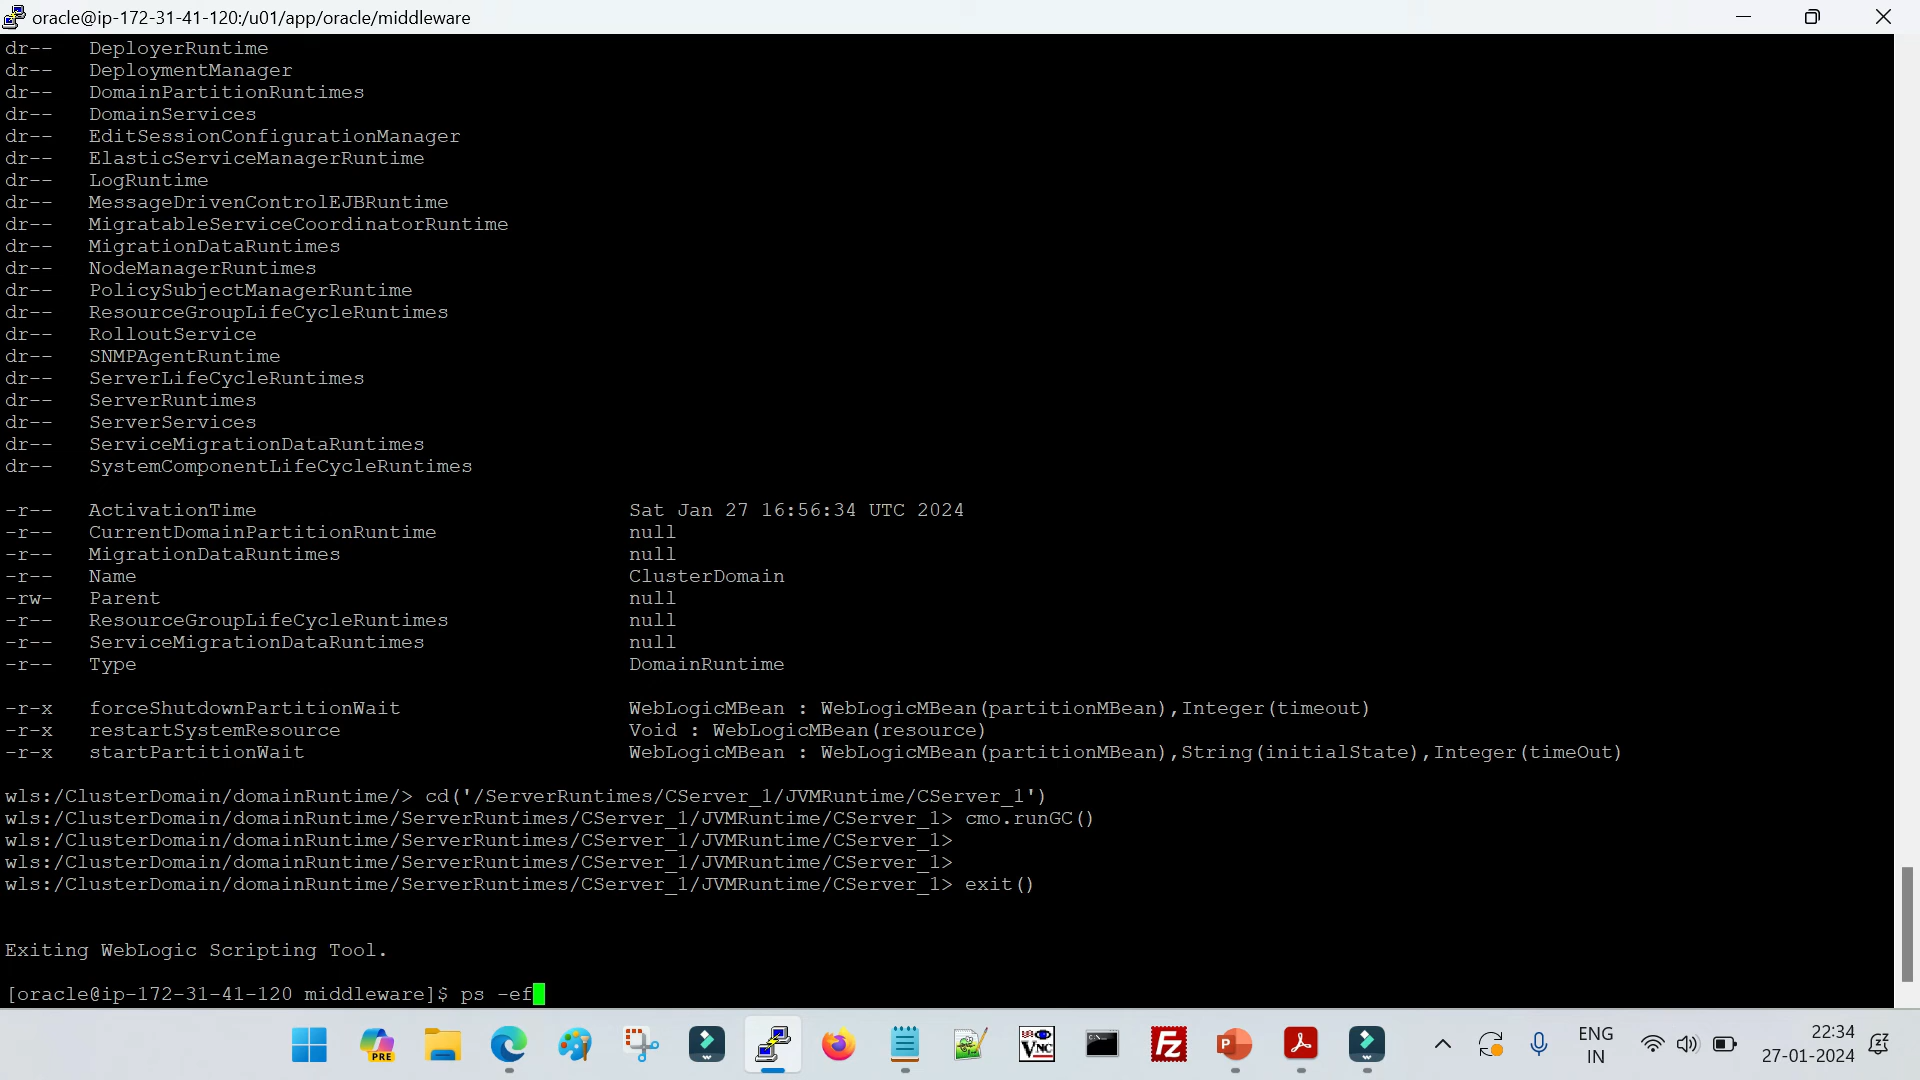 oracle@ip-172-31-41-120:/u01/app/oracle/middleware
dr-- DeployerRuntime
dr-- DeploymentManager
dr-- DomainPartitionRuntimes
dr-- DomainServices
dr-- EditSessionConfigurationManager
dr-- ElasticServiceManagerRuntime
dr-- LogRuntime
dr-- MessageDrivenControlEJBRuntime
dr-- MigratableServiceCoordinatorRuntime
dr-- MigrationDataRuntimes
dr-- NodeManagerRuntimes
dr-- PolicySubjectManagerRuntime
dr-- ResourceGroupLifeCycleRuntimes
dr-- RolloutService
dr-- SNMPAgentRuntime
dr-- ServerLifeCycleRuntimes
dr-- ServerRuntimes
dr-- ServerServices
dr-- ServiceMigrationDataRuntimes
dr-- SystemComponentLifeCycleRuntimes
-r-- ActivationTime Sat Jan 27 16:56:34 UTC 2024
-r-- CurrentDomainPartitionRuntime null
-r-- MigrationDataRuntimes null
-r-- Name ClusterDomain
-rw- Parent null
-r-- ResourceGroupLifeCycleRuntimes null
-r-- ServiceMigrationDataRuntimes null
-r-- Type DomainRuntime
-r-x forceShutdownPartitionWait WebLogicMBean : WebLogicMBean(partitionMBean),Integer(timeout)
-r-x restartSystemResource Void : WebLogicMBean(resource)
-r-x startPartitionWait WebLogicMBean : WebLogicMBean(partitionMBean),String(initialState),Integer(timeOut)
wls:/ClusterDomain/domainRuntime/> cd('/ServerRuntimes/CServer_1/JVMRuntime/CServer_1')
wls:/ClusterDomain/domainRuntime/ServerRuntimes/CServer_1/JVMRuntime/CServer_1> cmo.runGC()
wls:/ClusterDomain/domainRuntime/ServerRuntimes/CServer_1/JVMRuntime/CServer_1>
wls:/ClusterDomain/domainRuntime/ServerRuntimes/CServer_1/JVMRuntime/CServer_1>
wls:/ClusterDomain/domainRuntime/ServerRuntimes/CServer_1/JVMRuntime/CServer_1> exit()
Exiting WebLogic Scripting Tool.
[oracle@ip-172-31-41-120 middleware]$ ps -ef
PRE
VNC
ENG
IN
22:34
27-01-2024